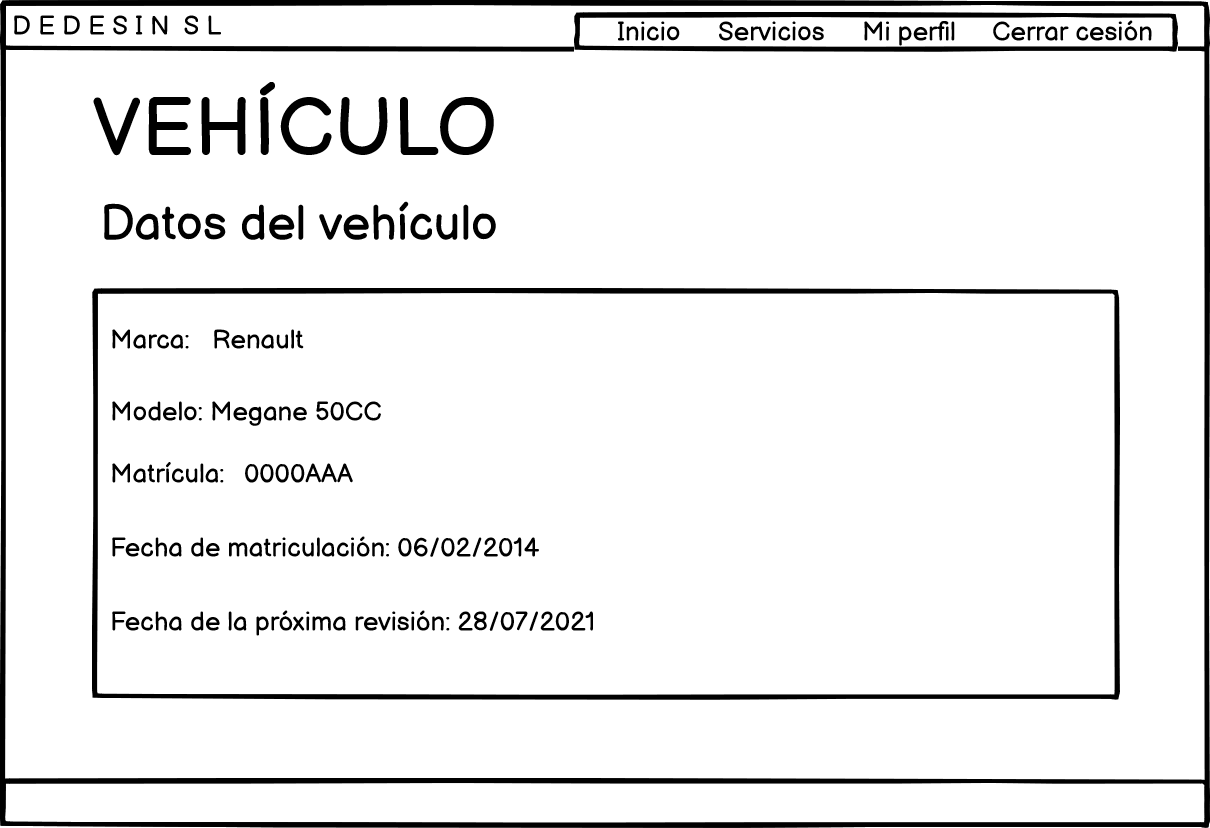 DEDESIN SL
Inicio Servicios Mi perfil Cerrar cesión
VEHÍCULO
Datos del vehículo
Marca: Renault
Modelo: Megane 50CC
Matrícula: 0000AAA
Fecha de matriculación: 06/02/2014
Fecha de la próxima revisión: 28/07/2021